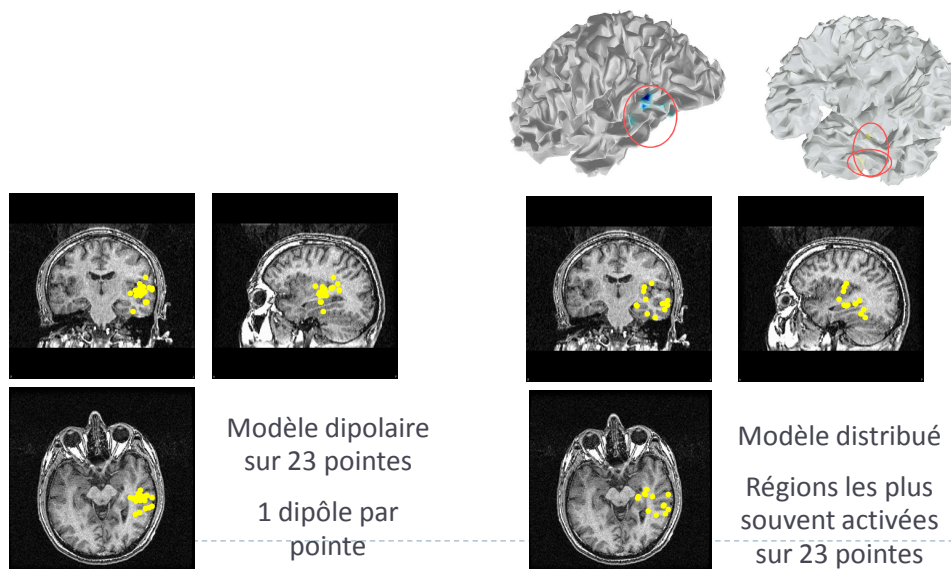 Modèle dipolaire
sur 23 pointes
1 dipôle par
pointe
Modèle distribué
Régions les plus
souvent activées
sur 23 pointes